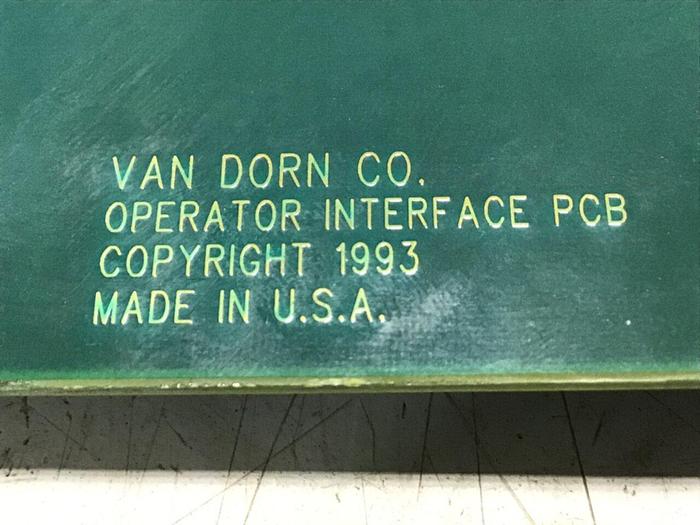 VAN DORN CO.
OPERATOR INTERFACE PCB
COPYRIGHT 1993
MADE IN U.S.A.